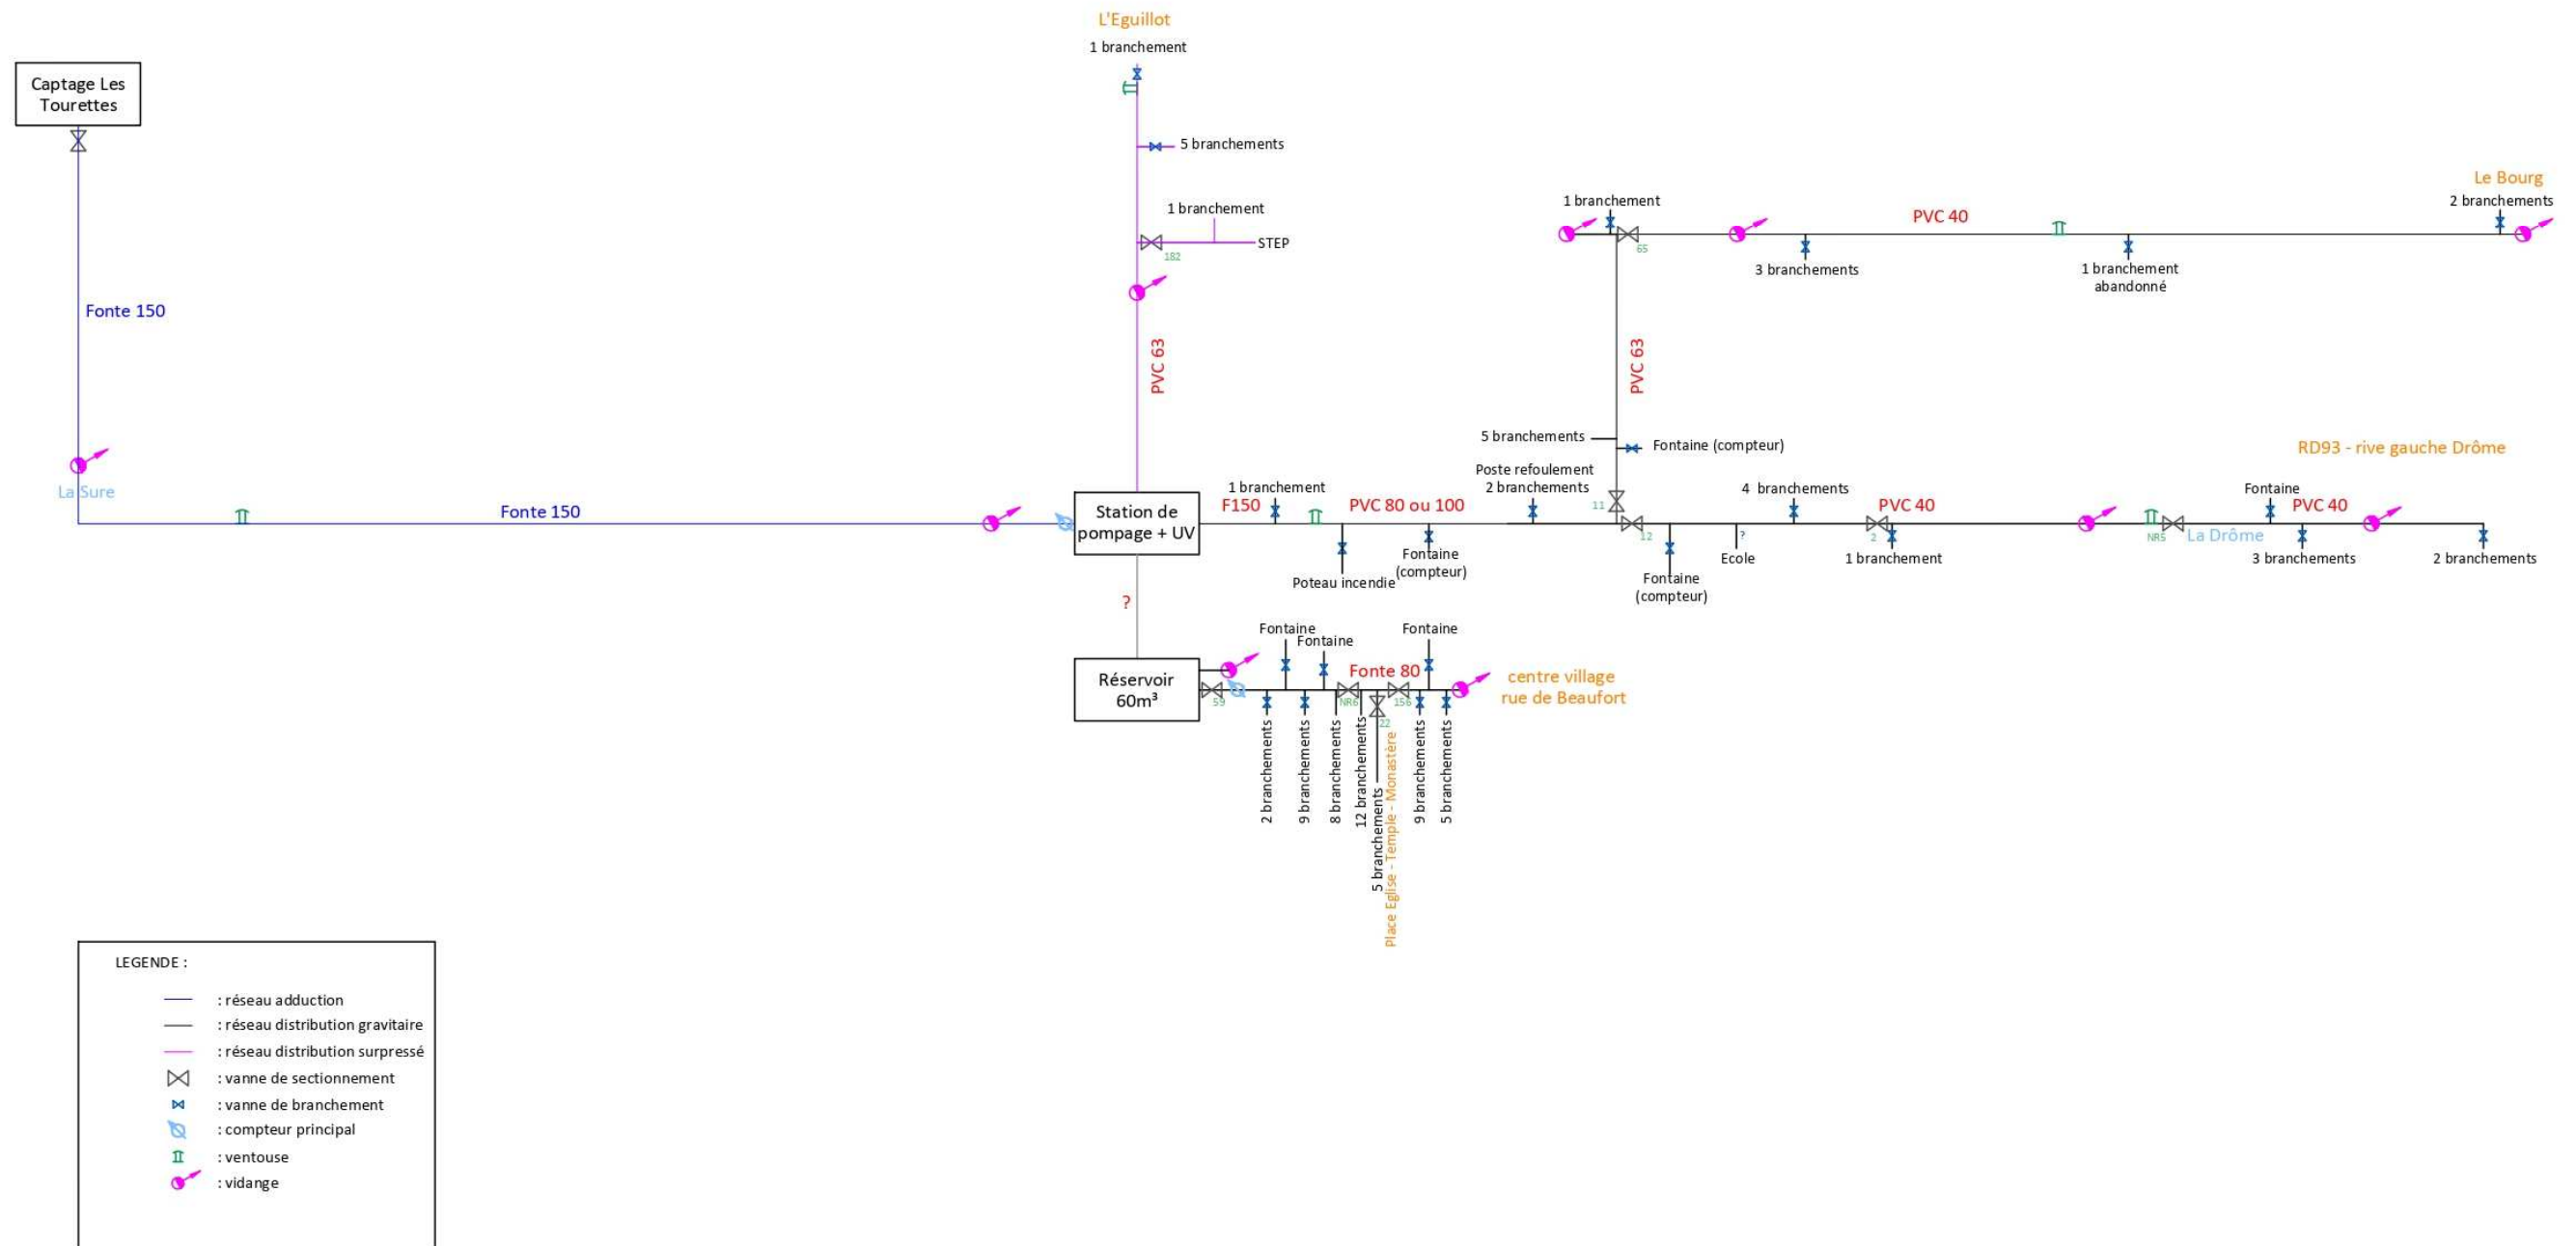 L'Eguillot
1 branchement
Captage Les
Tourettes
5 branchements
1 branchement
STEP
182
PVC 63
Fonte 150
La Sure
Fonte 150
1 branchement
65
PVC 40
3 branchements
1 branchement
abandonné
Le Bourg
2 branchements
PVC 63
5 branchements
Fontaine (compteur)
11
Station de
pompage + UV
F150
1 branchement
PVC 80 ou 100
Poteau incendie
Fontaine
(compteur)
Poste refoulement
2 branchements
12
Fontaine
(compteur)
?
Ecole
4 branchements
PVC 40
2
1 branchement
RD93 - rive gauche Drôme
NR5
La Drôme
Fontaine
PVC 40
3 branchements
2 branchements
?
Réservoir
60m³
59
Fontaine
Fontaine
Fonte 80
Fontaine
NR6
156
22
centre village
rue de Beaufort
2 branchements
9 branchements
8 branchements
12 branchements
5 branchements
Place Eglise - Temple - Monastère
9 branchements
5 branchements
LEGENDE :
: réseau adduction
: réseau distribution gravitaire
: réseau distribution surpressé
: vanne de sectionnement
: vanne de branchement
: compteur principal
: ventouse
: vidange